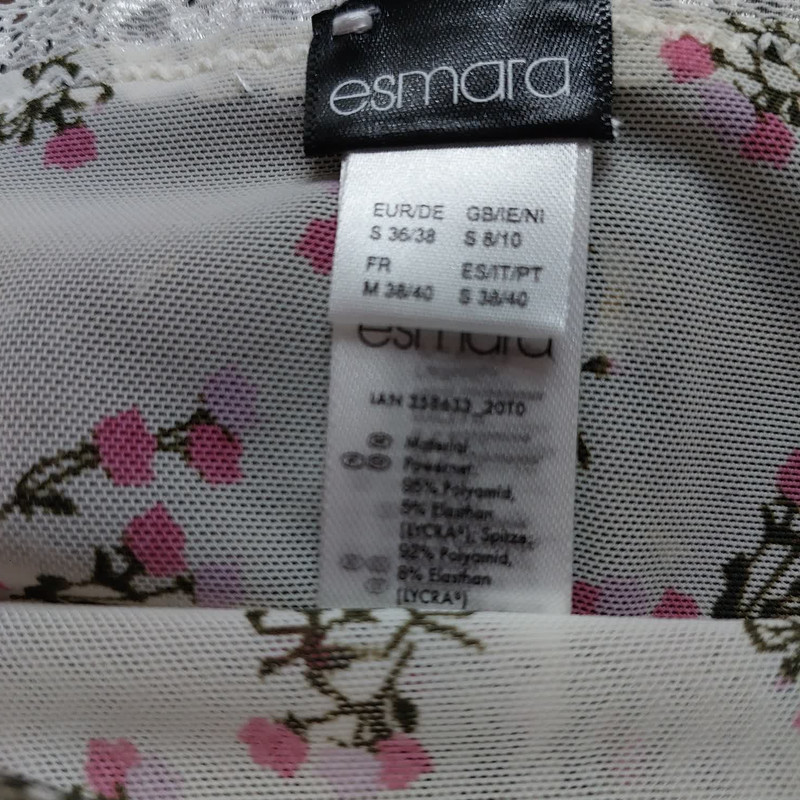 esmara
EUR/DE GB/IE/NI
S 36/38 S 8/10
FR ES/IT/PT
M 38/40 S 38/40
esmara
IAN 358633_2010
Material:
Powernet:
95% Polyamid,
5% Elasthan
(LYCRA®); Spitze:
92% Polyamid,
8% Elasthan
(LYCRA®)